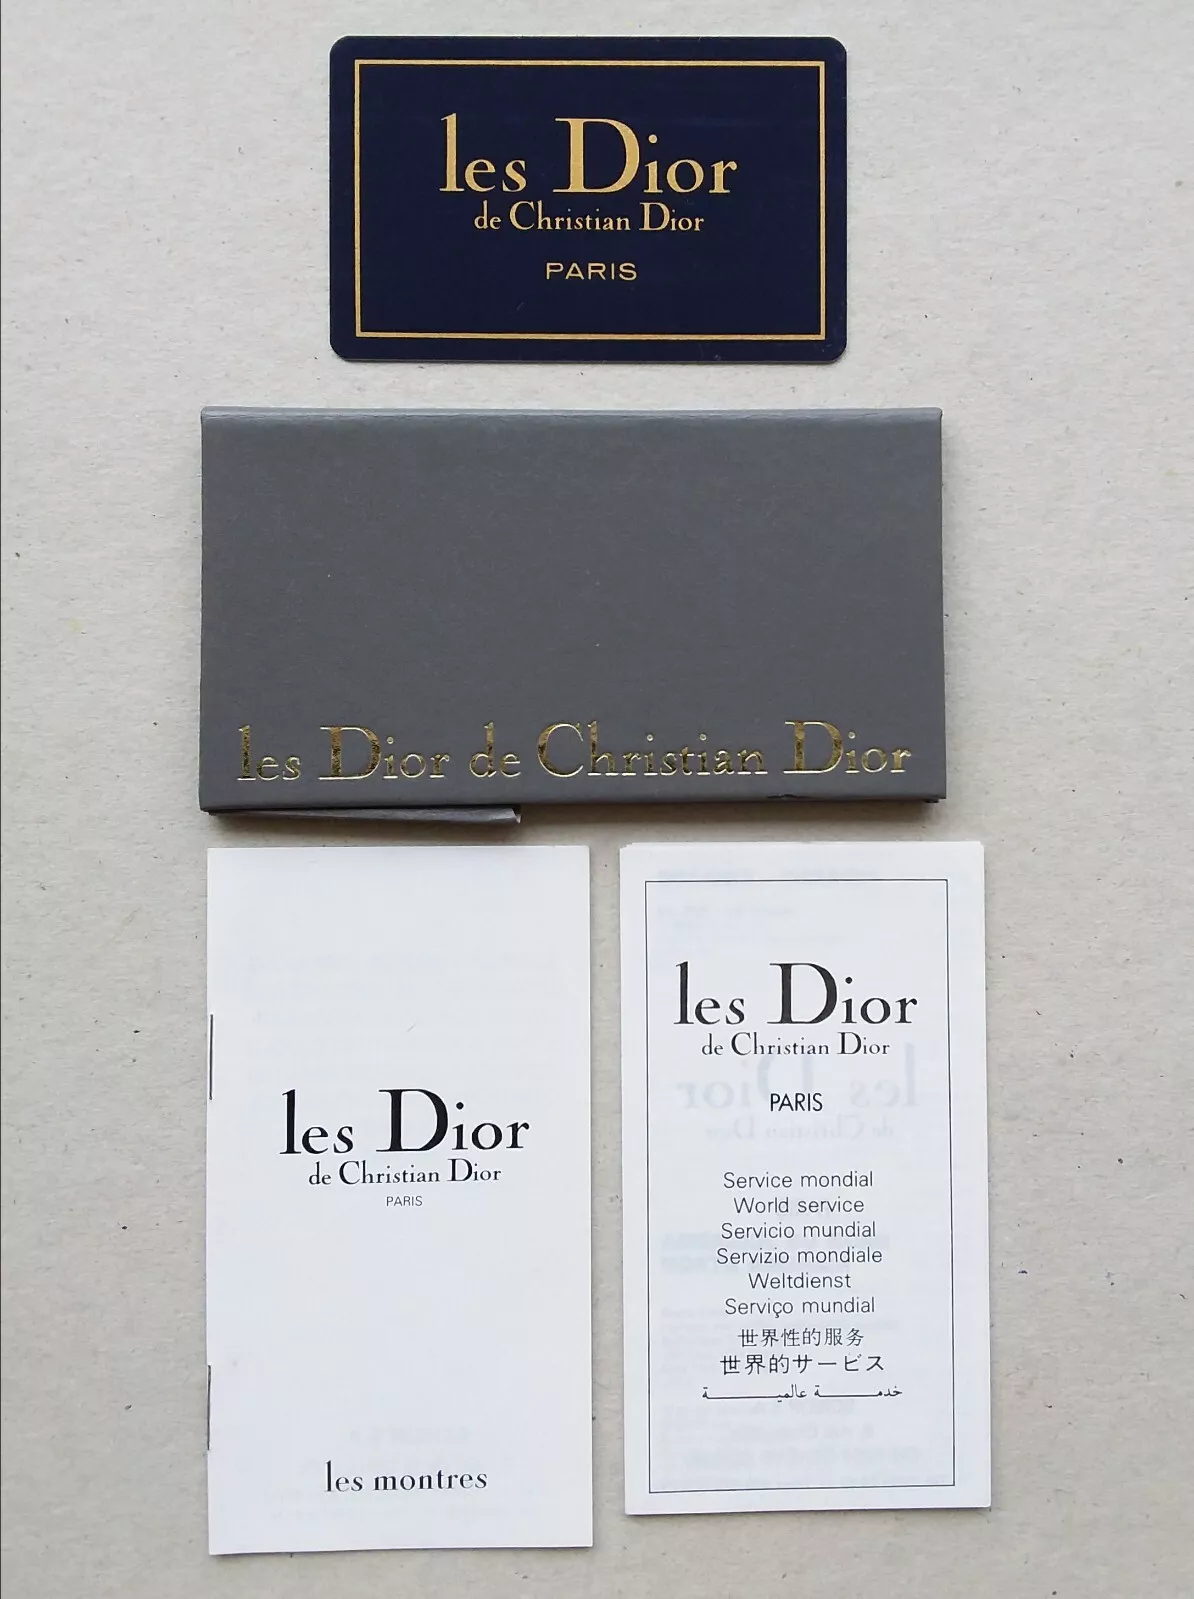 les Dior
de Christian Dior
PARIS
les Dior de Christian Dior
les Dior
de Christian Dior
PARIS
les montres
les Dior
de Christian Dior
PARIS
Service mondial
World service
Servicio mundial
Servizio mondiale
Weltdienst
Serviço mundial
世界性的服务
世界的サービス
خدمـــــــة عالميـــــــــــة